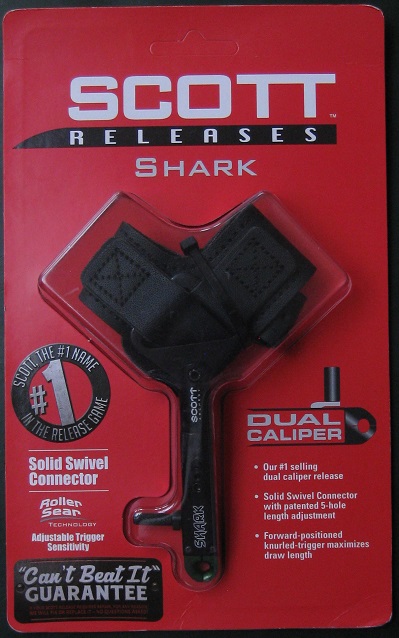 SCOTT
™
RELEASES
SHARK
SCOTT, THE #1 NAME
#1
IN THE RELEASE GAME
SCOTT
SHARK
Solid Swivel
Connector
Roller
Sear
TECHNOLOGY
Adjustable Trigger
Sensitivity
"Can't Beat It"
GUARANTEE
DUAL
CALIPER
• Our #1 selling
dual caliper release
• Solid Swivel Connector
with patented 5-hole
length adjustment
• Forward-positioned
knurled-trigger maximizes
draw length